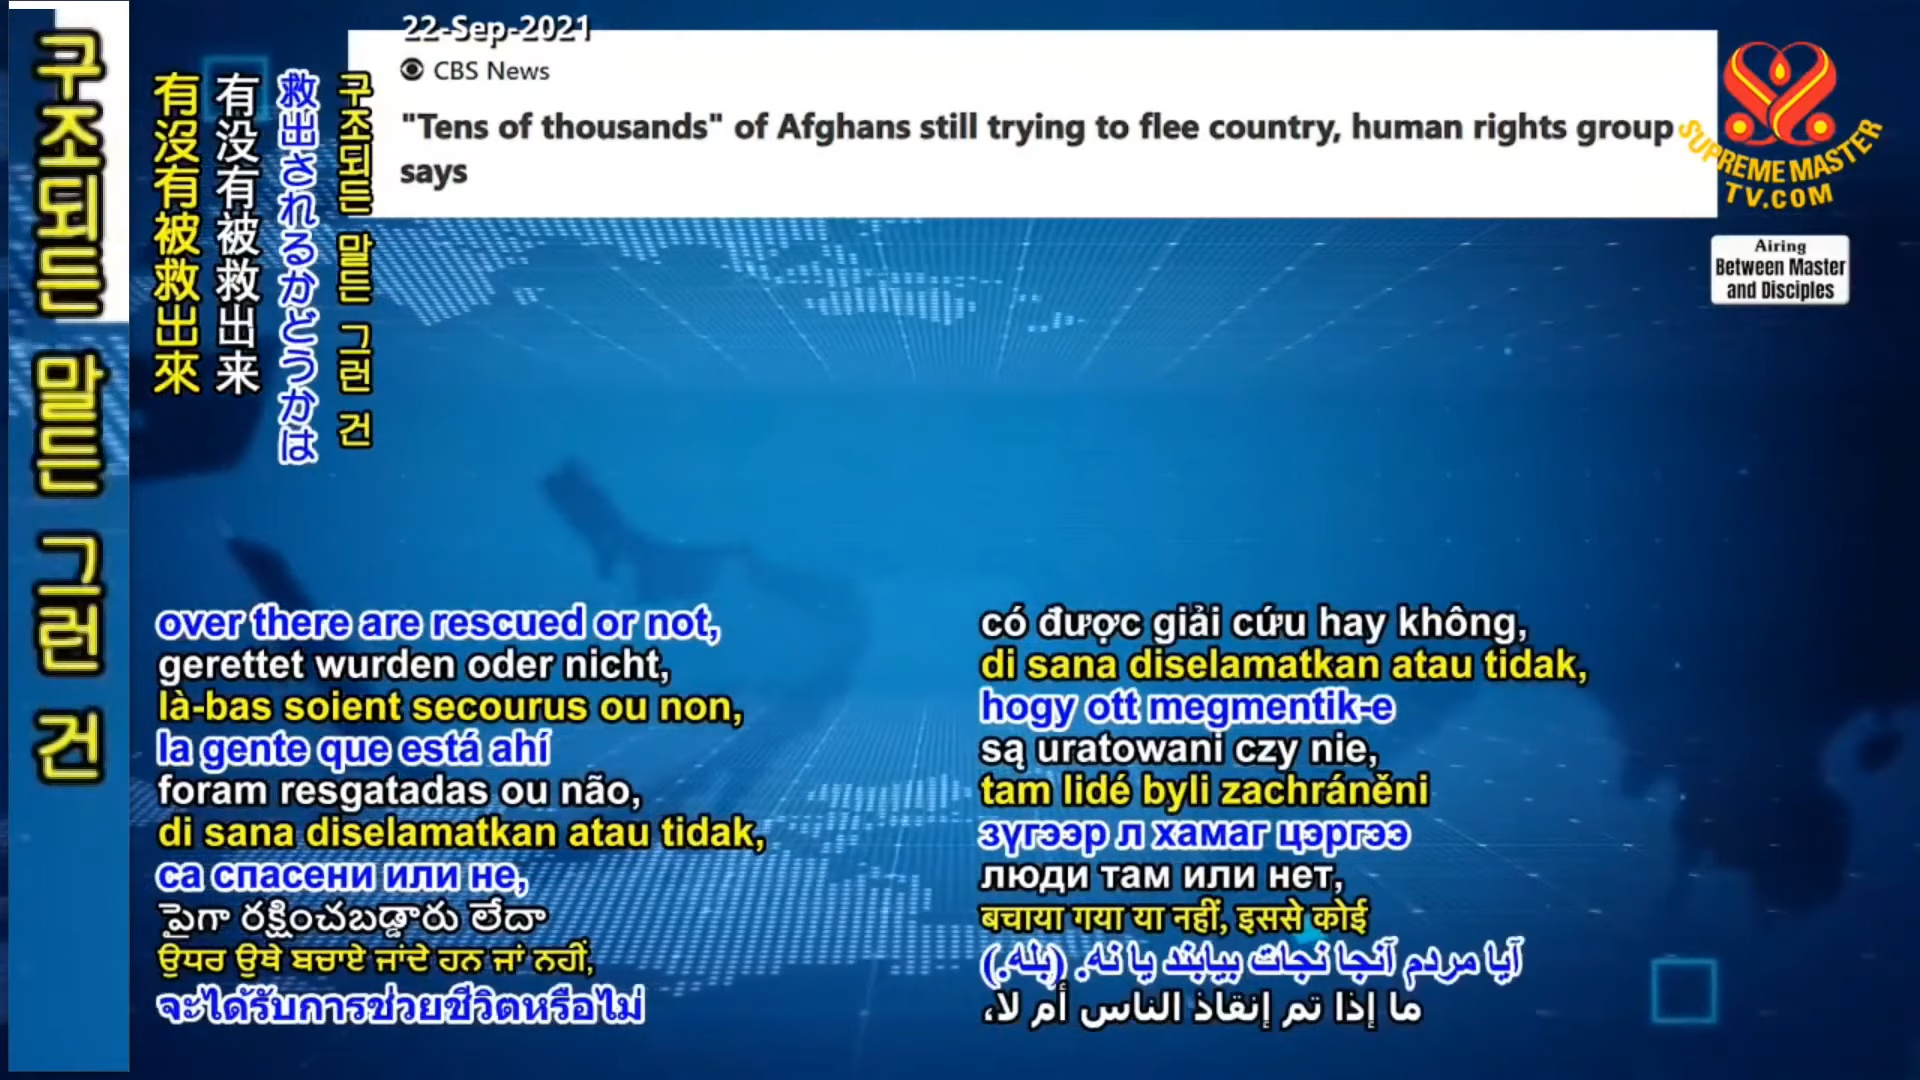 구조되든 말든 그런 건
有沒有被救出來
有没有被救出来
救出されるかどうかは
구조되든 말든 그런 건
22-Sep-2021
CBS News
"Tens of thousands" of Afghans still trying to flee country, human rights group
says
SUPREME MASTER
TV.COM
Airing
Between Master
and Disciples
over there are rescued or not,
gerettet wurden oder nicht,
là-bas soient secourus ou non,
la gente que está ahí
foram resgatadas ou não,
di sana diselamatkan atau tidak,
са спасени или не,
పైగా రక్షించబడ్డారు లేదా
ਉਧਰ ਉਥੇ ਬਚਾਏ ਜਾਂਦੇ ਹਨ ਜਾਂ ਨਹੀਂ,
จะได้รับการช่วยชีวิตหรือไม่
có được giải cứu hay không,
di sana diselamatkan atau tidak,
hogy ott megmentik-e
są uratowani czy nie,
tam lidé byli zachráněni
зүгээр л хамаг цэргээ
люди там или нет,
बचाया गया या नहीं, इससे कोई
آیا مردم آنجا نجات بیابند یا نه. (بله.)
ما إذا تم إنقاذ الناس أم لا،